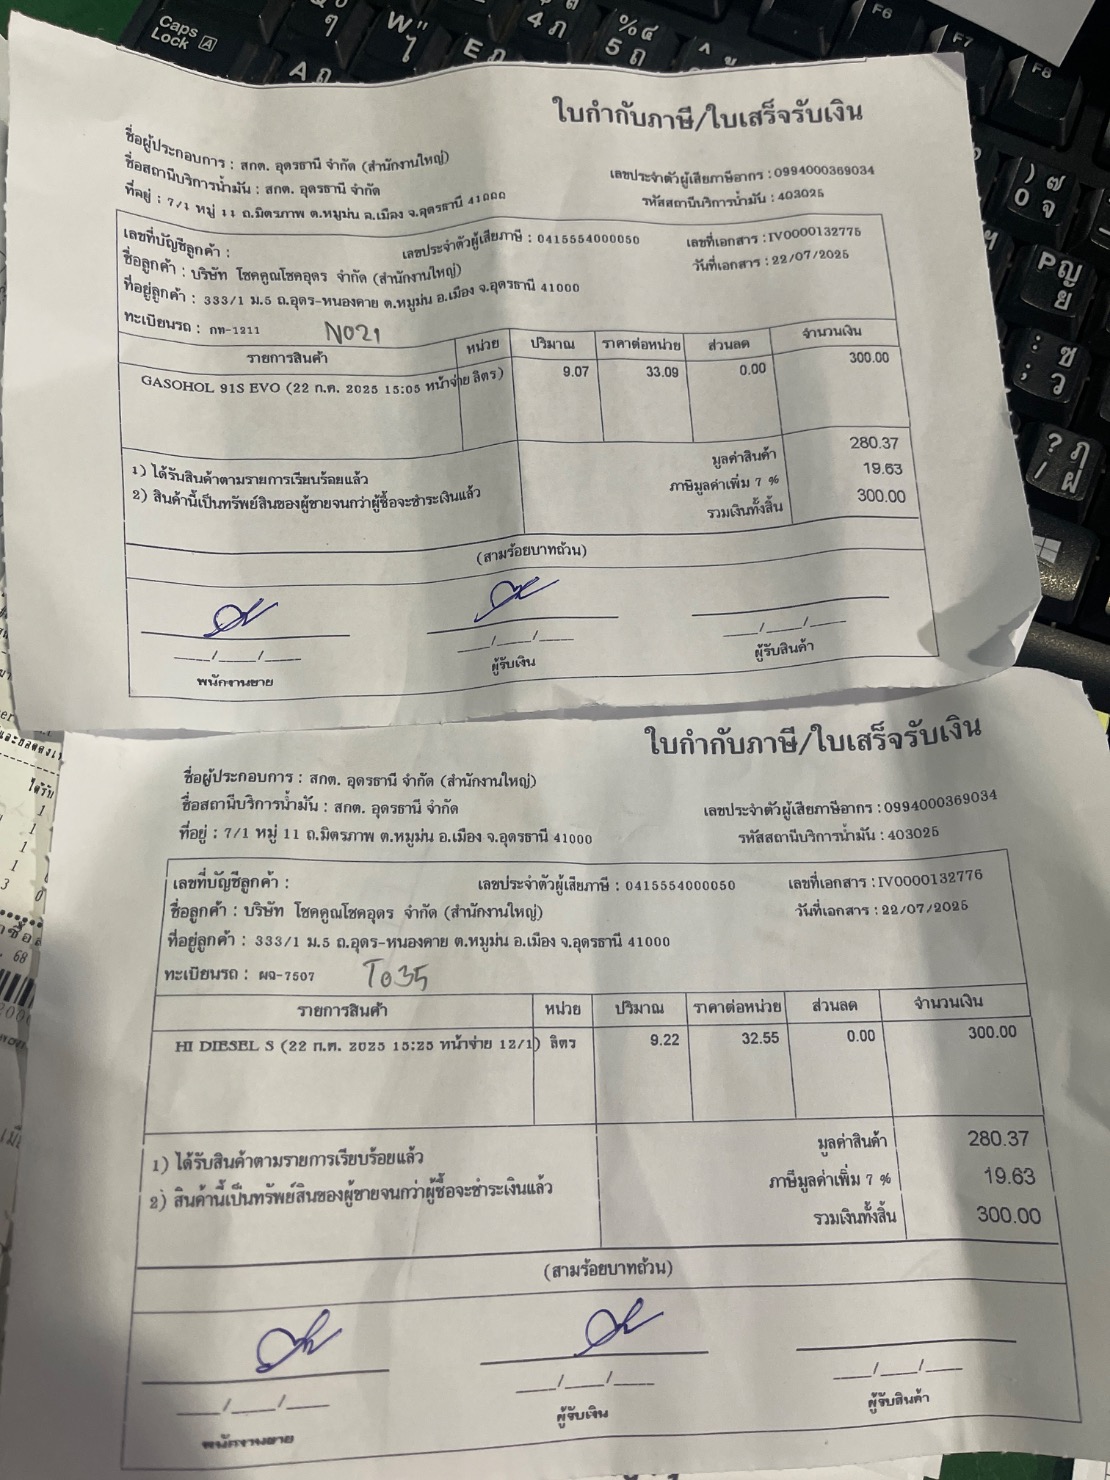 Caps Lock A
ใบกำกับภาษี/ใบเสร็จรับเงิน
ชื่อผู้ประกอบการ : สกต. อุดรธานี จำกัด (สำนักงานใหญ่)
ชื่อสถานีบริการน้ำมัน : สกต. อุดรธานี จำกัด
ที่อยู่ : 7/1 หมู่ 11 ถ.มิตรภาพ ต.หมูม่น อ.เมือง จ.อุดรธานี 41000
เลขประจำตัวผู้เสียภาษีอากร : 0994000369034
รหัสสถานีบริการน้ำมัน : 403025
เลขที่บัญชีลูกค้า : เลขประจำตัวผู้เสียภาษี : 0415554000050 เลขที่เอกสาร : IV0000132775
ชื่อลูกค้า : บริษัท โชคคูณโชคอุดร จำกัด (สำนักงานใหญ่) วันที่เอกสาร : 22/07/2025
ที่อยู่ลูกค้า : 333/1 ม.5 ถ.อุดร-หนองคาย ต.หมูม่น อ.เมือง จ.อุดรธานี 41000
ทะเบียนรถ : กท-1211 N021
รายการสินค้า หน่วย ปริมาณ ราคาต่อหน่วย ส่วนลด จำนวนเงิน
GASOHOL 91S EVO (22 ก.ค. 2025 15:05 หน้าจ่าย ลิตร) 9.07 33.09 0.00 300.00
มูลค่าสินค้า 280.37
1) ได้รับสินค้าตามรายการเรียบร้อยแล้ว ภาษีมูลค่าเพิ่ม 7 % 19.63
2) สินค้านี้เป็นทรัพย์สินของผู้ขายจนกว่าผู้ซื้อจะชำระเงินแล้ว รวมเงินทั้งสิ้น 300.00
(สามร้อยบาทถ้วน)
___/___/___ ___/___/___ ___/___/___
พนักงานขาย ผู้รับเงิน ผู้รับสินค้า
ใบกำกับภาษี/ใบเสร็จรับเงิน
ชื่อผู้ประกอบการ : สกต. อุดรธานี จำกัด (สำนักงานใหญ่)
ชื่อสถานีบริการน้ำมัน : สกต. อุดรธานี จำกัด เลขประจำตัวผู้เสียภาษีอากร : 0994000369034
ที่อยู่ : 7/1 หมู่ 11 ถ.มิตรภาพ ต.หมูม่น อ.เมือง จ.อุดรธานี 41000 รหัสสถานีบริการน้ำมัน : 403025
เลขที่บัญชีลูกค้า : เลขประจำตัวผู้เสียภาษี : 0415554000050 เลขที่เอกสาร : IV0000132776
ชื่อลูกค้า : บริษัท โชคคูณโชคอุดร จำกัด (สำนักงานใหญ่) วันที่เอกสาร : 22/07/2025
ที่อยู่ลูกค้า : 333/1 ม.5 ถ.อุดร-หนองคาย ต.หมูม่น อ.เมือง จ.อุดรธานี 41000
ทะเบียนรถ : ผฉ-7507 T035
รายการสินค้า หน่วย ปริมาณ ราคาต่อหน่วย ส่วนลด จำนวนเงิน
HI DIESEL S (22 ก.ค. 2025 15:25 หน้าจ่าย 12/1) ลิตร 9.22 32.55 0.00 300.00
มูลค่าสินค้า 280.37
1) ได้รับสินค้าตามรายการเรียบร้อยแล้ว ภาษีมูลค่าเพิ่ม 7 % 19.63
2) สินค้านี้เป็นทรัพย์สินของผู้ขายจนกว่าผู้ซื้อจะชำระเงินแล้ว รวมเงินทั้งสิ้น 300.00
(สามร้อยบาทถ้วน)
___/___/___ ___/___/___ ___/___/___
พนักงานขาย ผู้รับเงิน ผู้รับสินค้า